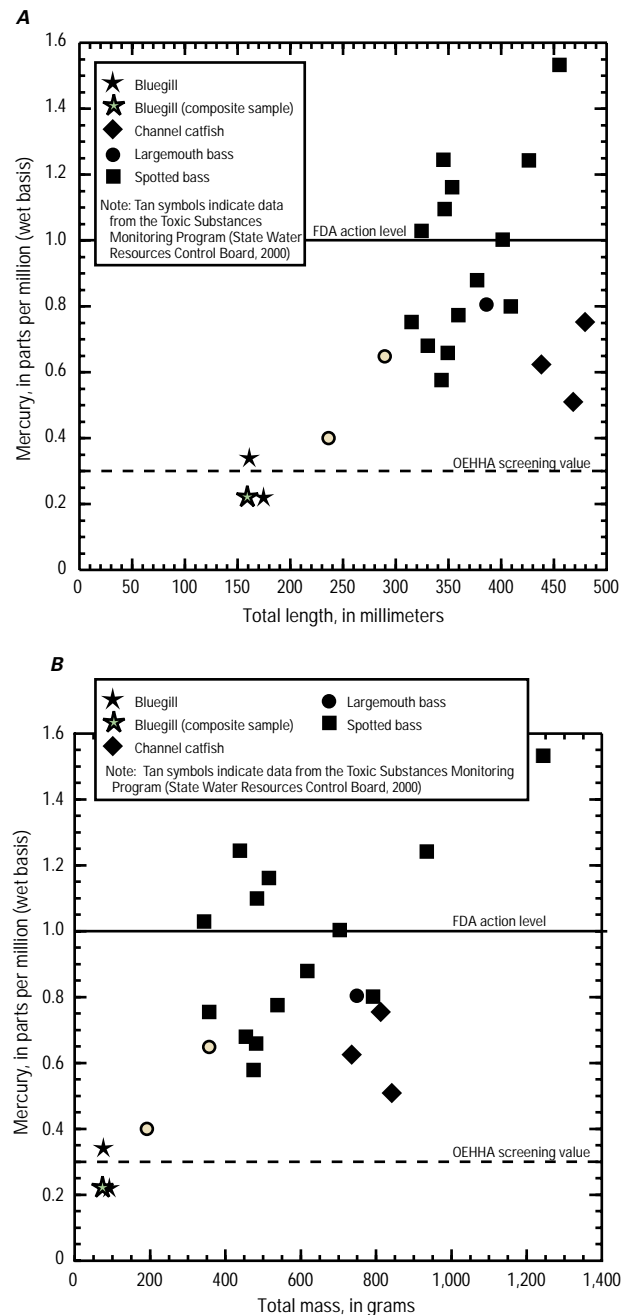 A
1.6
1.4
1.2
1.0
0.8
0.6
0.4
0.2
0
Mercury, in parts per million (wet basis)
Bluegill
Bluegill (composite sample)
Channel catfish
Largemouth bass
Spotted bass
Note: Tan symbols indicate data
from the Toxic Substances
Monitoring Program (State Water
Resources Control Board, 2000)
FDA action level
OEHHA screening value
0 50 100 150 200 250 300 350 400 450 500
Total length, in millimeters
B
Bluegill
Bluegill (composite sample)
Channel catfish
Largemouth bass
Spotted bass
Note: Tan symbols indicate data from the Toxic Substances Monitoring
Program (State Water Resources Control Board, 2000)
1.6
1.4
1.2
1.0
0.8
0.6
0.4
0.2
0
Mercury, in parts per million (wet basis)
FDA action level
OEHHA screening value
0 200 400 600 800 1,000 1,200 1,400
Total mass, in grams